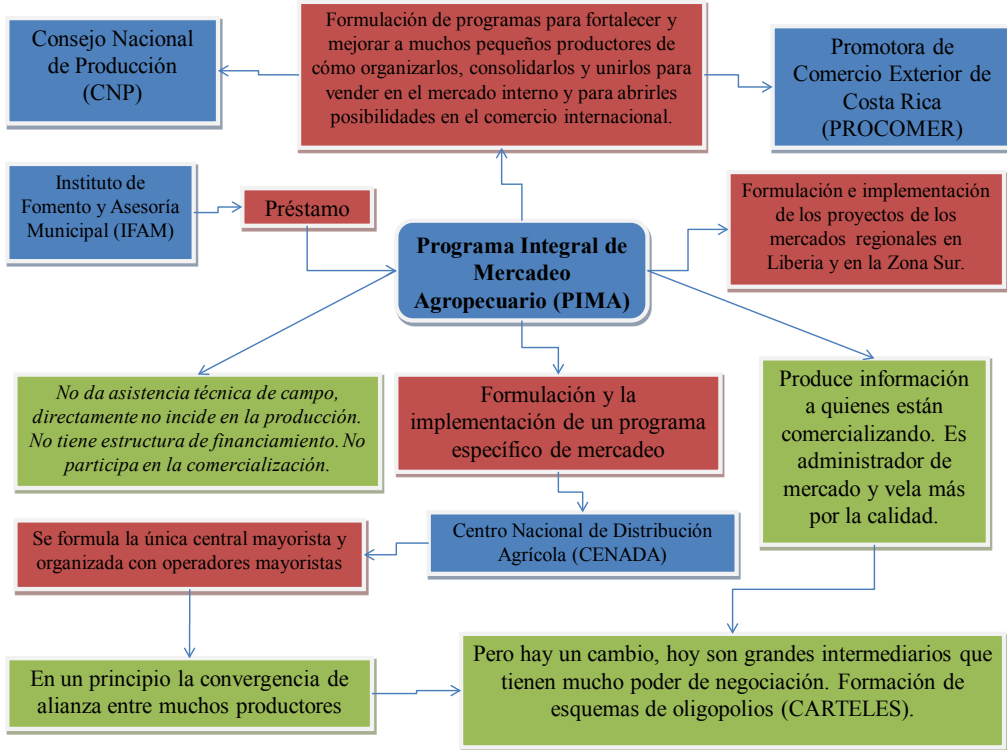 Consejo Nacional
de Producción
(CNP)
Formulación de programas para fortalecer y
mejorar a muchos pequeños productores de
cómo organizarlos, consolidarlos y unirlos para
vender en el mercado interno y para abrirles
posibilidades en el comercio internacional.
Promotora de
Comercio Exterior de
Costa Rica
(PROCOMER)
Instituto de
Fomento y Asesoría
Municipal (IFAM)
Préstamo
Programa Integral de
Mercadeo
Agropecuario (PIMA)
Formulación e implementación
de los proyectos de los
mercados regionales en
Liberia y en la Zona Sur.
No da asistencia técnica de campo,
directamente no incide en la producción.
No tiene estructura de financiamiento. No
participa en la comercialización.
Formulación y la
implementación de un programa
específico de mercadeo
Produce información
a quienes están
comercializando. Es
administrador de
mercado y vela más
por la calidad.
Se formula la única central mayorista y
organizada con operadores mayoristas
Centro Nacional de Distribución
Agrícola (CENADA)
En un principio la convergencia de
alianza entre muchos productores
Pero hay un cambio, hoy son grandes intermediarios que
tienen mucho poder de negociación. Formación de
esquemas de oligopolios (CARTELES).